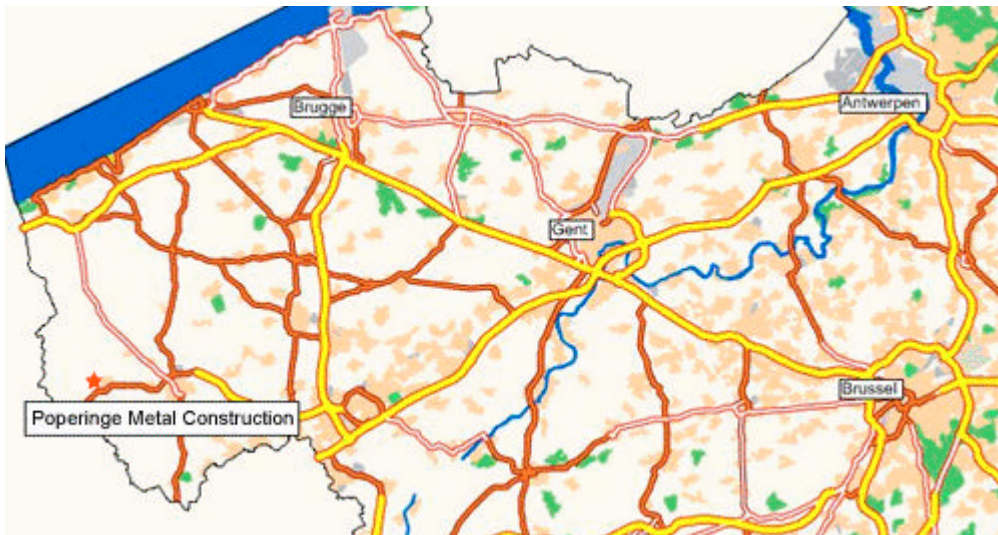 Brugge
Antwerpen
Gent
Brussel
Poperinge Metal Construction